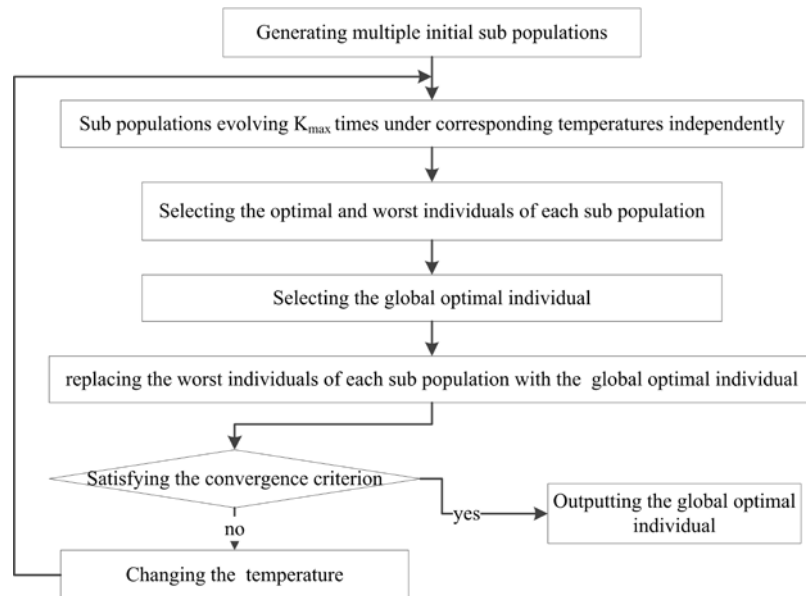 Generating multiple initial sub populations
Sub populations evolving Kmax times under corresponding temperatures independently
Selecting the optimal and worst individuals of each sub population
Selecting the global optimal individual
replacing the worst individuals of each sub population with the global optimal individual
Satisfying the convergence criterion
yes
Outputting the global optimal
individual
no
Changing the temperature